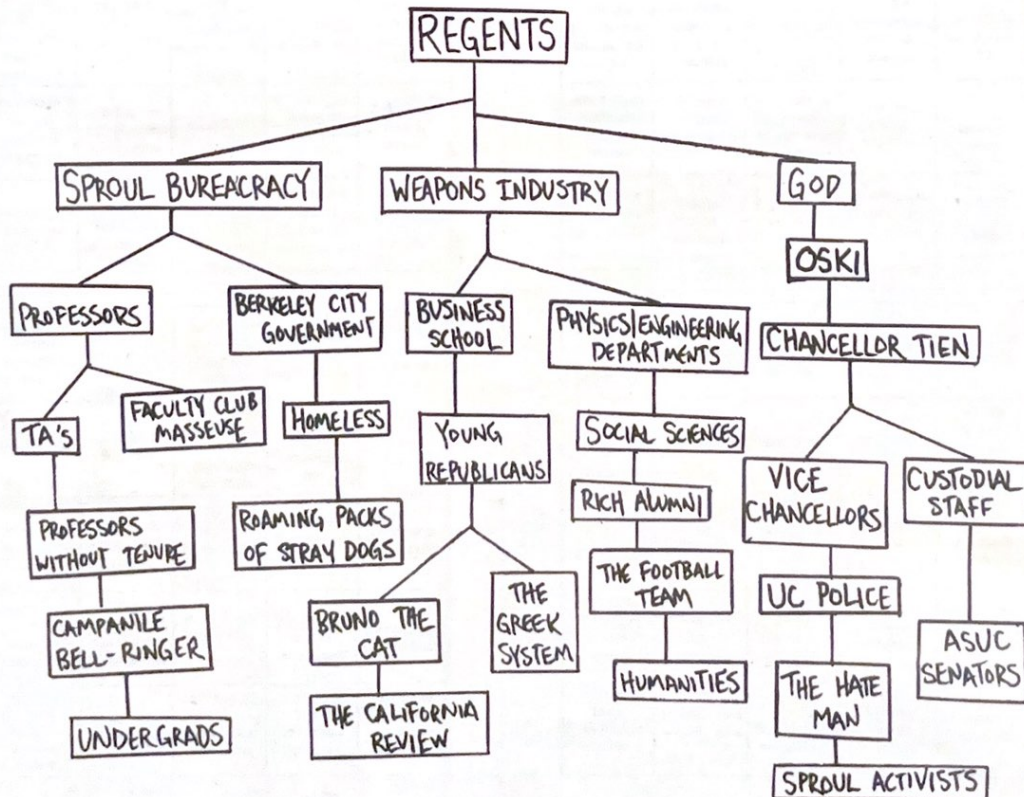 REGENTS
SPROUL BUREACRACY
WEAPONS INDUSTRY
GOD
OSKI
PROFESSORS
BERKELEY CITY
GOVERNMENT
BUSINESS
SCHOOL
PHYSICS/ENGINEERING
DEPARTMENTS
CHANCELLOR TIEN
TA'S
FACULTY CLUB
MASSEUSE
HOMELESS
YOUNG
REPUBLICANS
SOCIAL SCIENCES
VICE
CHANCELLORS
CUSTODIAL
STAFF
PROFESSORS
WITHOUT TENURE
ROAMING PACKS
OF STRAY DOGS
RICH ALUMNI
THE FOOTBALL
TEAM
UC POLICE
CAMPANILE
BELL-RINGER
BRUNO THE
CAT
THE
GREEK
SYSTEM
HUMANITIES
THE HATE
MAN
ASUC
SENATORS
UNDERGRADS
THE CALIFORNIA
REVIEW
SPROUL ACTIVISTS